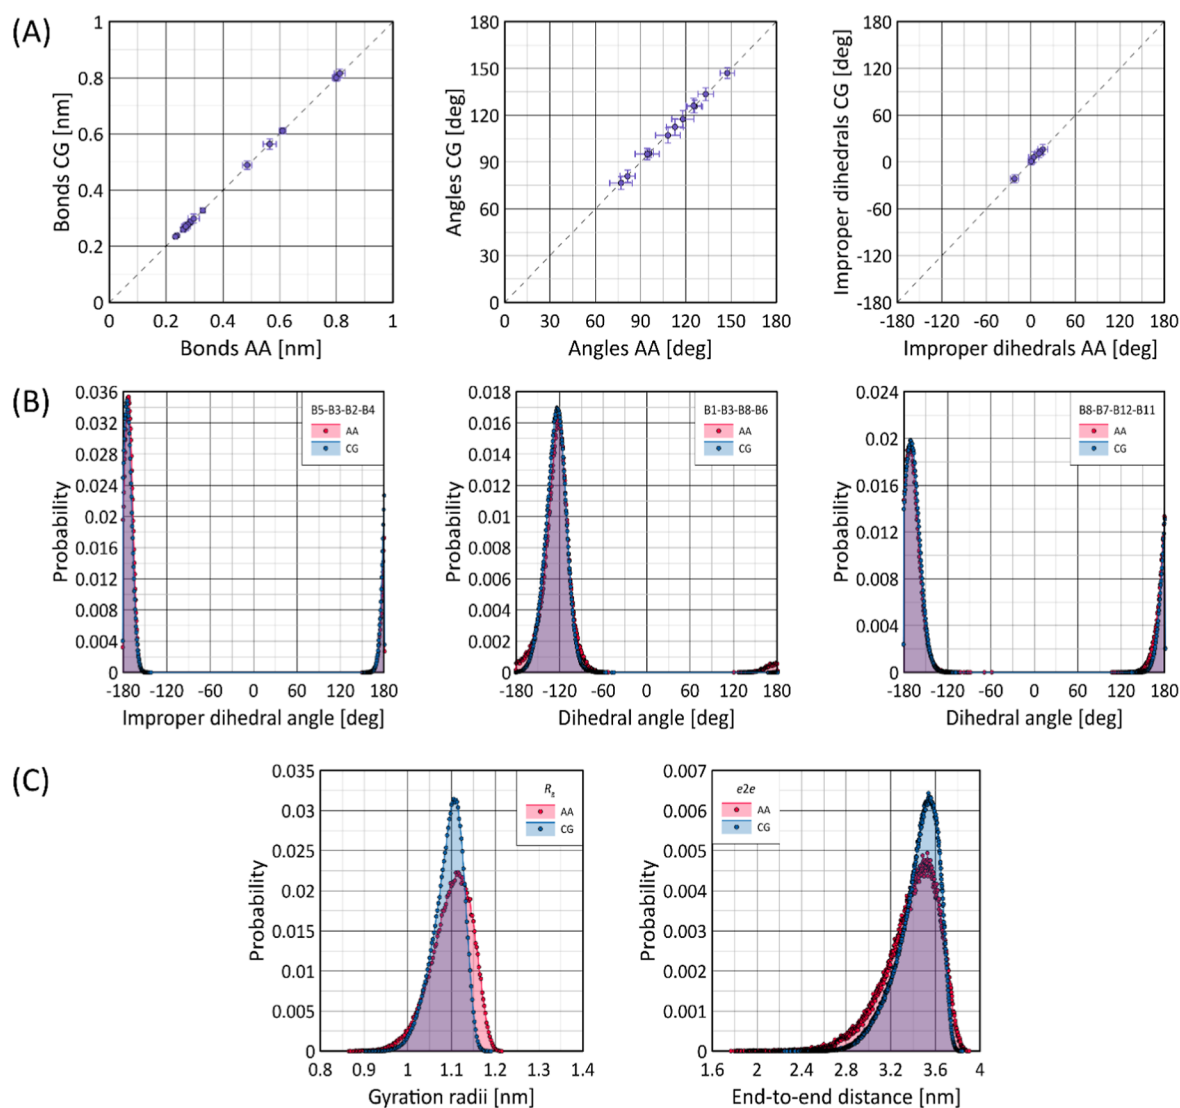 (A)
1
0.8
0.6
0.4
0.2
0
Bonds CG [nm]
0 0.2 0.4 0.6 0.8 1
Bonds AA [nm]
180
150
120
90
60
30
0
Angles CG [deg]
0 30 60 90 120 150 180
Angles AA [deg]
180
120
60
0
-60
-120
-180
Improper dihedrals CG [deg]
-180 -120 -60 0 60 120 180
Improper dihedrals AA [deg]
(B)
0.036
0.032
0.028
0.024
0.02
0.016
0.012
0.008
0.004
0
Probability
B5-B3-B2-B4
AA
CG
-180 -120 -60 0 60 120 180
Improper dihedral angle [deg]
0.018
0.016
0.014
0.012
0.01
0.008
0.006
0.004
0.002
0
Probability
B1-B3-B8-B6
AA
CG
-180 -120 -60 0 60 120 180
Dihedral angle [deg]
0.024
0.02
0.016
0.012
0.008
0.004
0
Probability
B8-B7-B12-B11
AA
CG
-180 -120 -60 0 60 120 180
Dihedral angle [deg]
(C)
0.035
0.03
0.025
0.02
0.015
0.01
0.005
0
Probability
Rg
AA
CG
0.8 0.9 1 1.1 1.2 1.3 1.4
Gyration radii [nm]
0.007
0.006
0.005
0.004
0.003
0.002
0.001
0
Probability
e2e
AA
CG
1.6 2 2.4 2.8 3.2 3.6 4
End-to-end distance [nm]